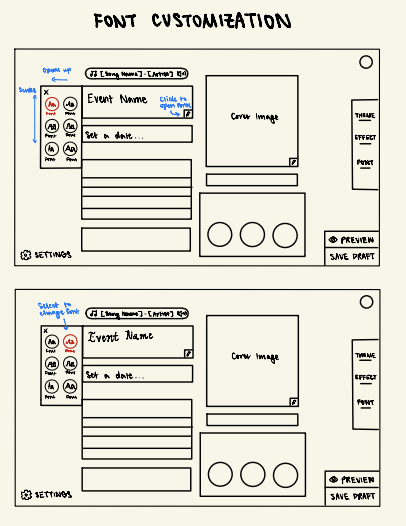 FONT CUSTOMIZATION
Opens up
♫ [Song Name] - [Artist]
Scroll
x
Event Name
Click to open fonts
Aa Aa
Font Font
Aa Aa
Font Font
Set a date...
Aa Aa
Font Font
Cover Image
THEME
EFFECT
FONT
PREVIEW
SETTINGS
SAVE DRAFT
Select to
change font
♫ [Song Name] - [Artist]
x
Event Name
Aa Aa
Font Font
Aa Aa
Font Font
Set a date...
Aa Aa
Font Font
Cover Image
THEME
EFFECT
FONT
PREVIEW
SETTINGS
SAVE DRAFT